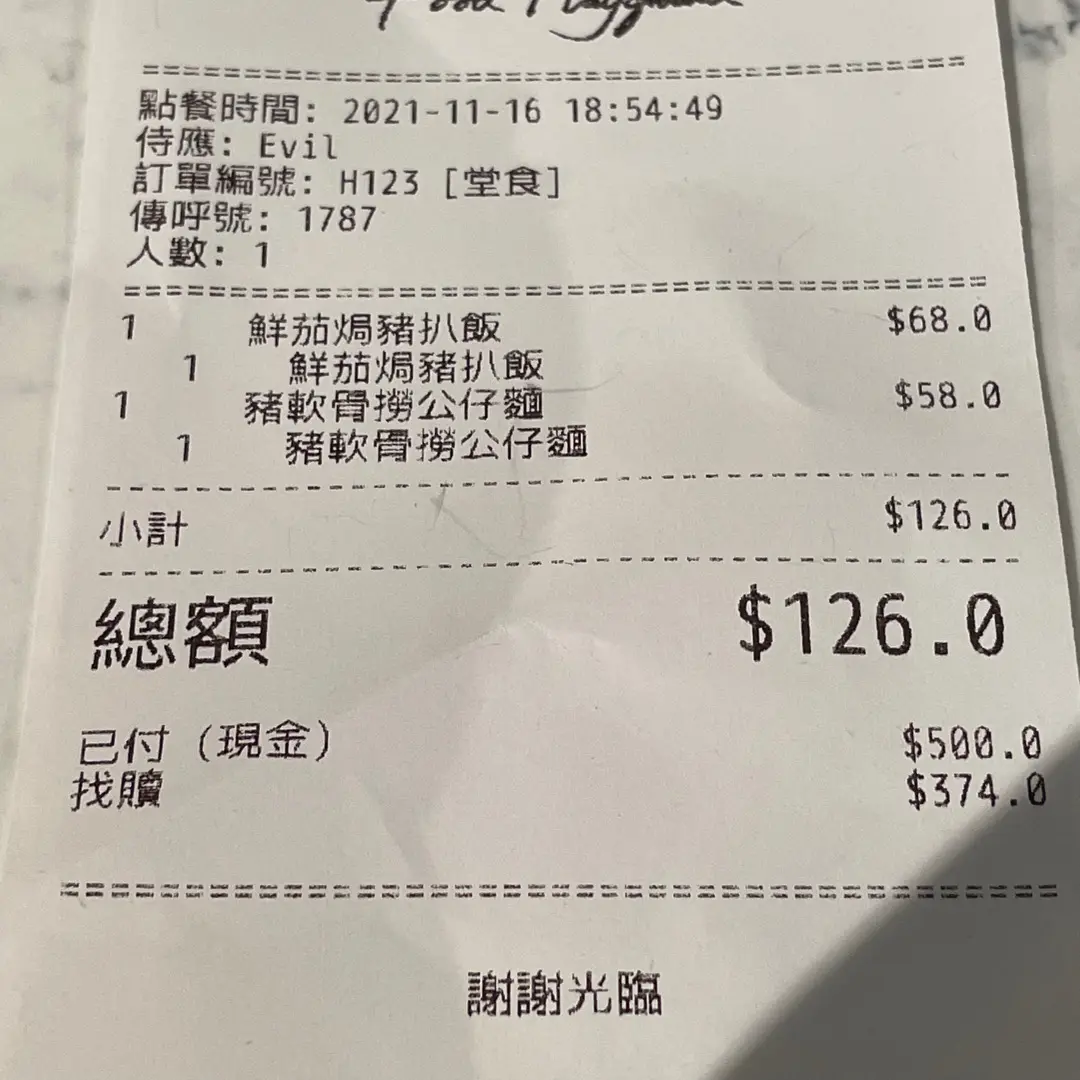 Food Playground
===============================================
點餐時間: 2021-11-16 18:54:49
侍應: Evil
訂單編號: H123 [堂食]
傳呼號: 1787
人數: 1
===============================================
1 鮮茄焗豬扒飯 $68.0
1 鮮茄焗豬扒飯
1 豬軟骨撈公仔麵 $58.0
1 豬軟骨撈公仔麵
-----------------------------------------------
小計 $126.0
-----------------------------------------------
總額 $126.0
已付 (現金) $500.0
找贖 $374.0
===============================================
謝謝光臨